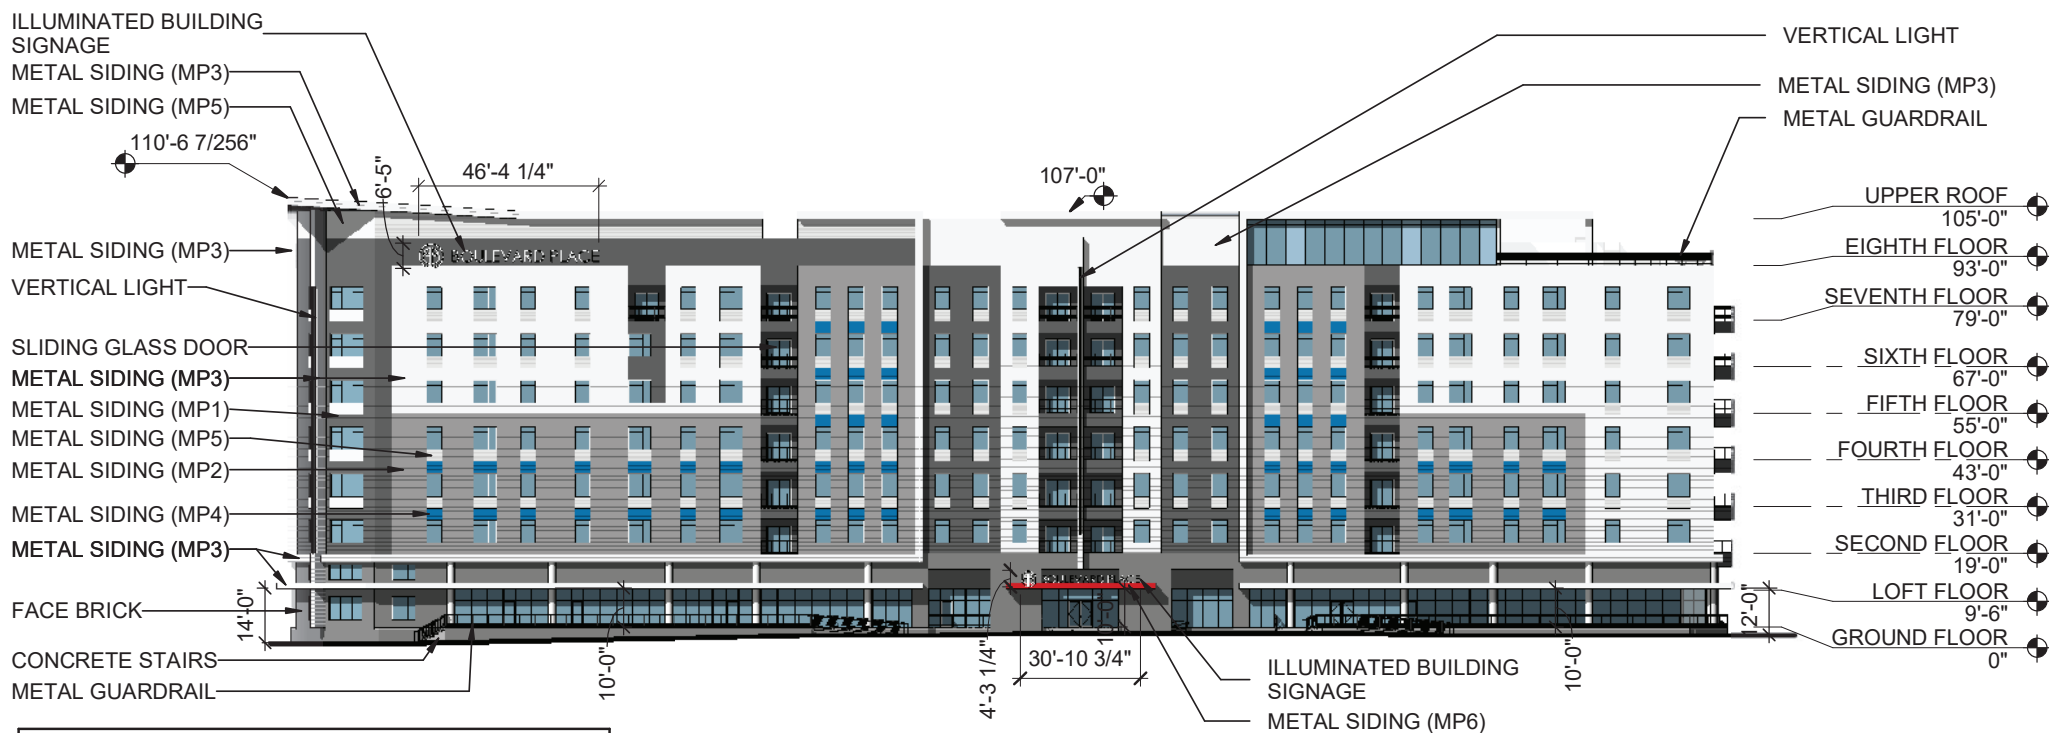 ILLUMINATED BUILDING
SIGNAGE
METAL SIDING (MP3)
METAL SIDING (MP5)
110'-6 7/256"
METAL SIDING (MP3)
VERTICAL LIGHT
SLIDING GLASS DOOR
METAL SIDING (MP3)
METAL SIDING (MP1)
METAL SIDING (MP5)
METAL SIDING (MP2)
METAL SIDING (MP4)
METAL SIDING (MP3)
FACE BRICK
CONCRETE STAIRS
METAL GUARDRAIL
14'-0"
6'-5"
46'-4 1/4"
BOULEVARD PLACE
107'-0"
BOULEVARD PLACE
10'-0"
4'-3 1/4"
30'-10 3/4"
ILLUMINATED BUILDING
SIGNAGE
METAL SIDING (MP6)
10'-0"
12'-0"
VERTICAL LIGHT
METAL SIDING (MP3)
METAL GUARDRAIL
UPPER ROOF
105'-0"
EIGHTH FLOOR
93'-0"
SEVENTH FLOOR
79'-0"
SIXTH FLOOR
67'-0"
FIFTH FLOOR
55'-0"
FOURTH FLOOR
43'-0"
THIRD FLOOR
31'-0"
SECOND FLOOR
19'-0"
LOFT FLOOR
9'-6"
GROUND FLOOR
0"